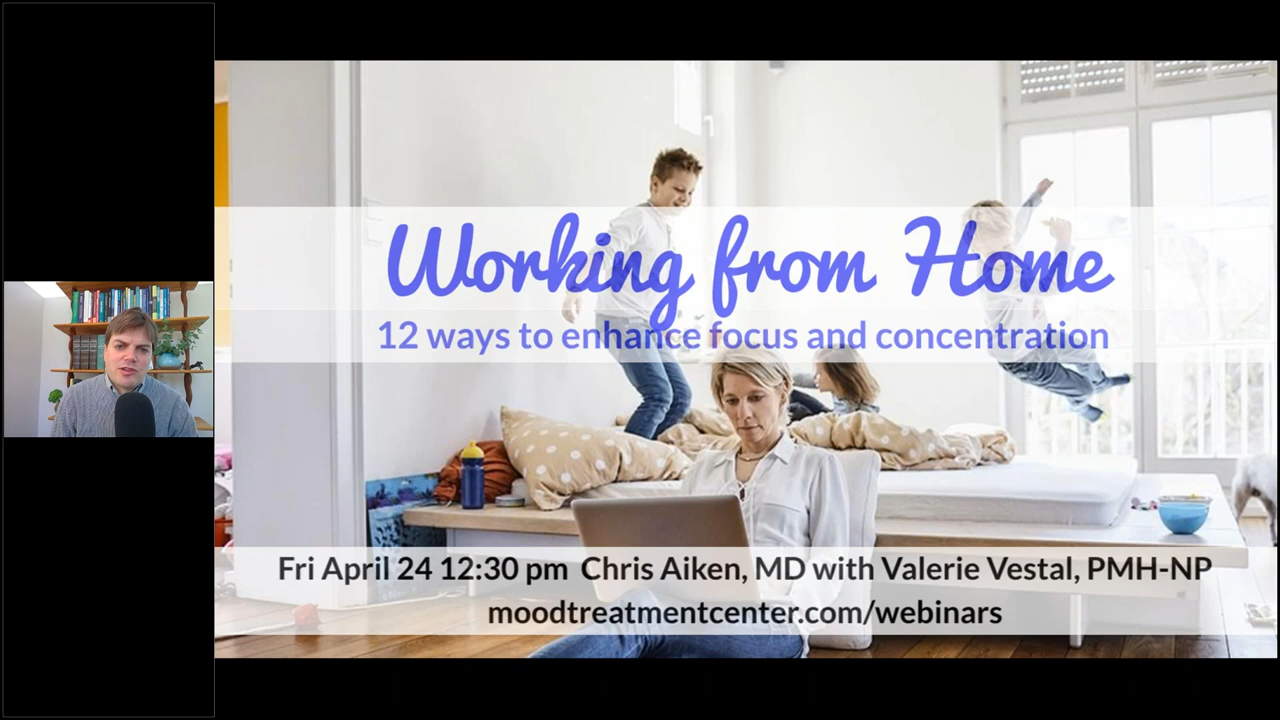 Working from Home
12 ways to enhance focus and concentration
Fri April 24 12:30 pm Chris Aiken, MD with Valerie Vestal, PMH-NP
moodtreatmentcenter.com/webinars